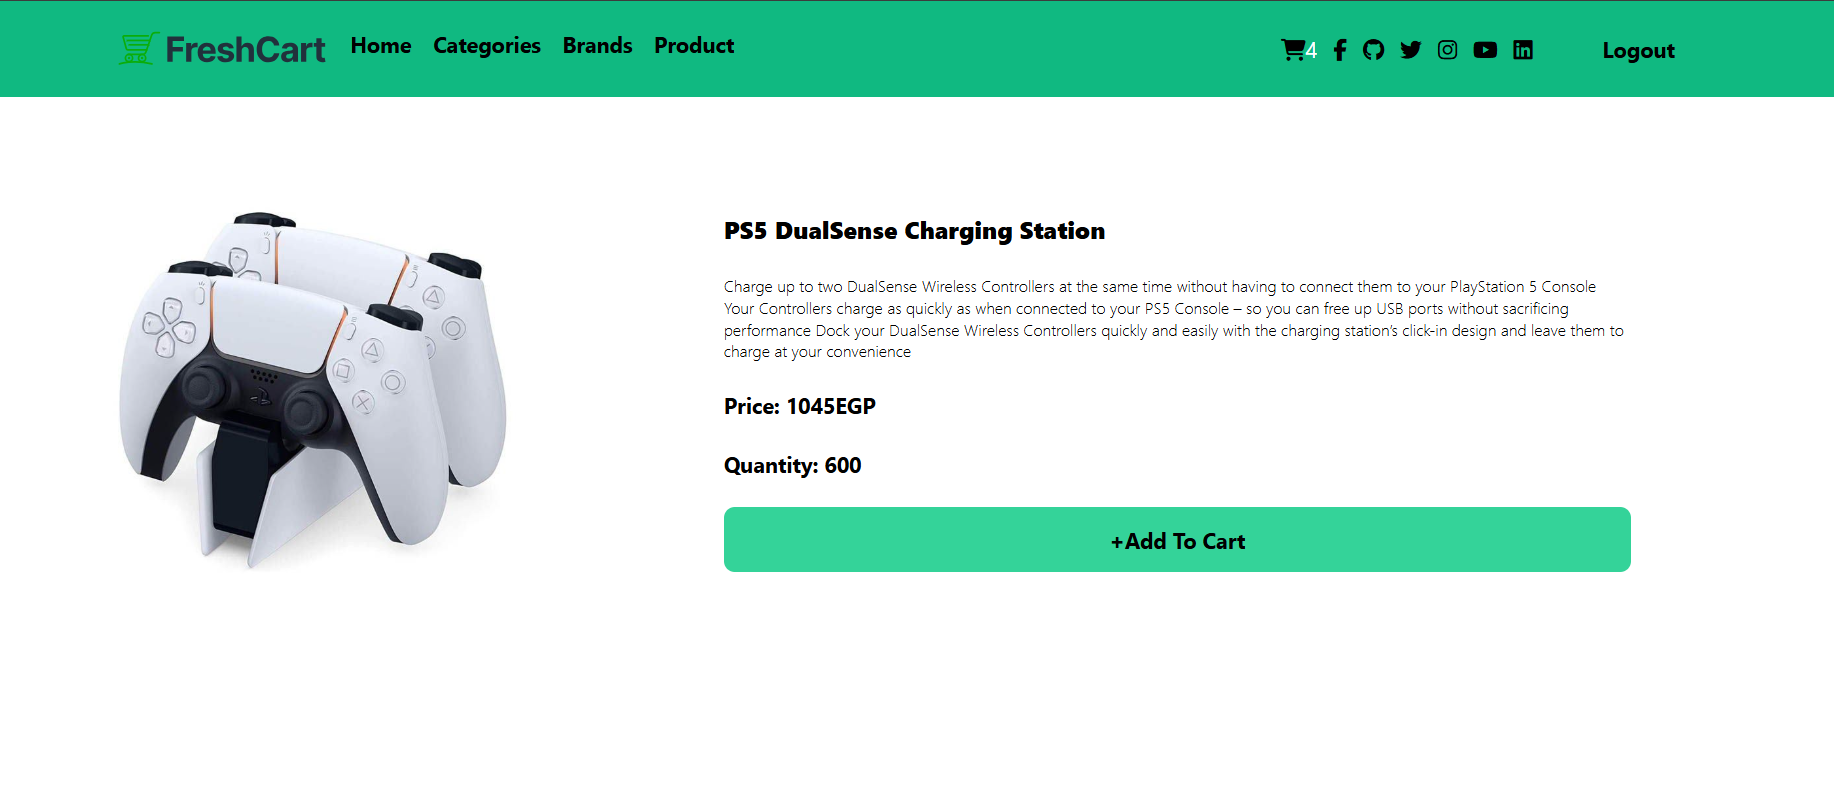 FreshCart Home Categories Brands Product 4 Logout
PS5 DualSense Charging Station
Charge up to two DualSense Wireless Controllers at the same time without having to connect them to your PlayStation 5 Console
Your Controllers charge as quickly as when connected to your PS5 Console – so you can free up USB ports without sacrificing
performance Dock your DualSense Wireless Controllers quickly and easily with the charging station’s click-in design and leave them to
charge at your convenience
Price: 1045EGP
Quantity: 600
+Add To Cart